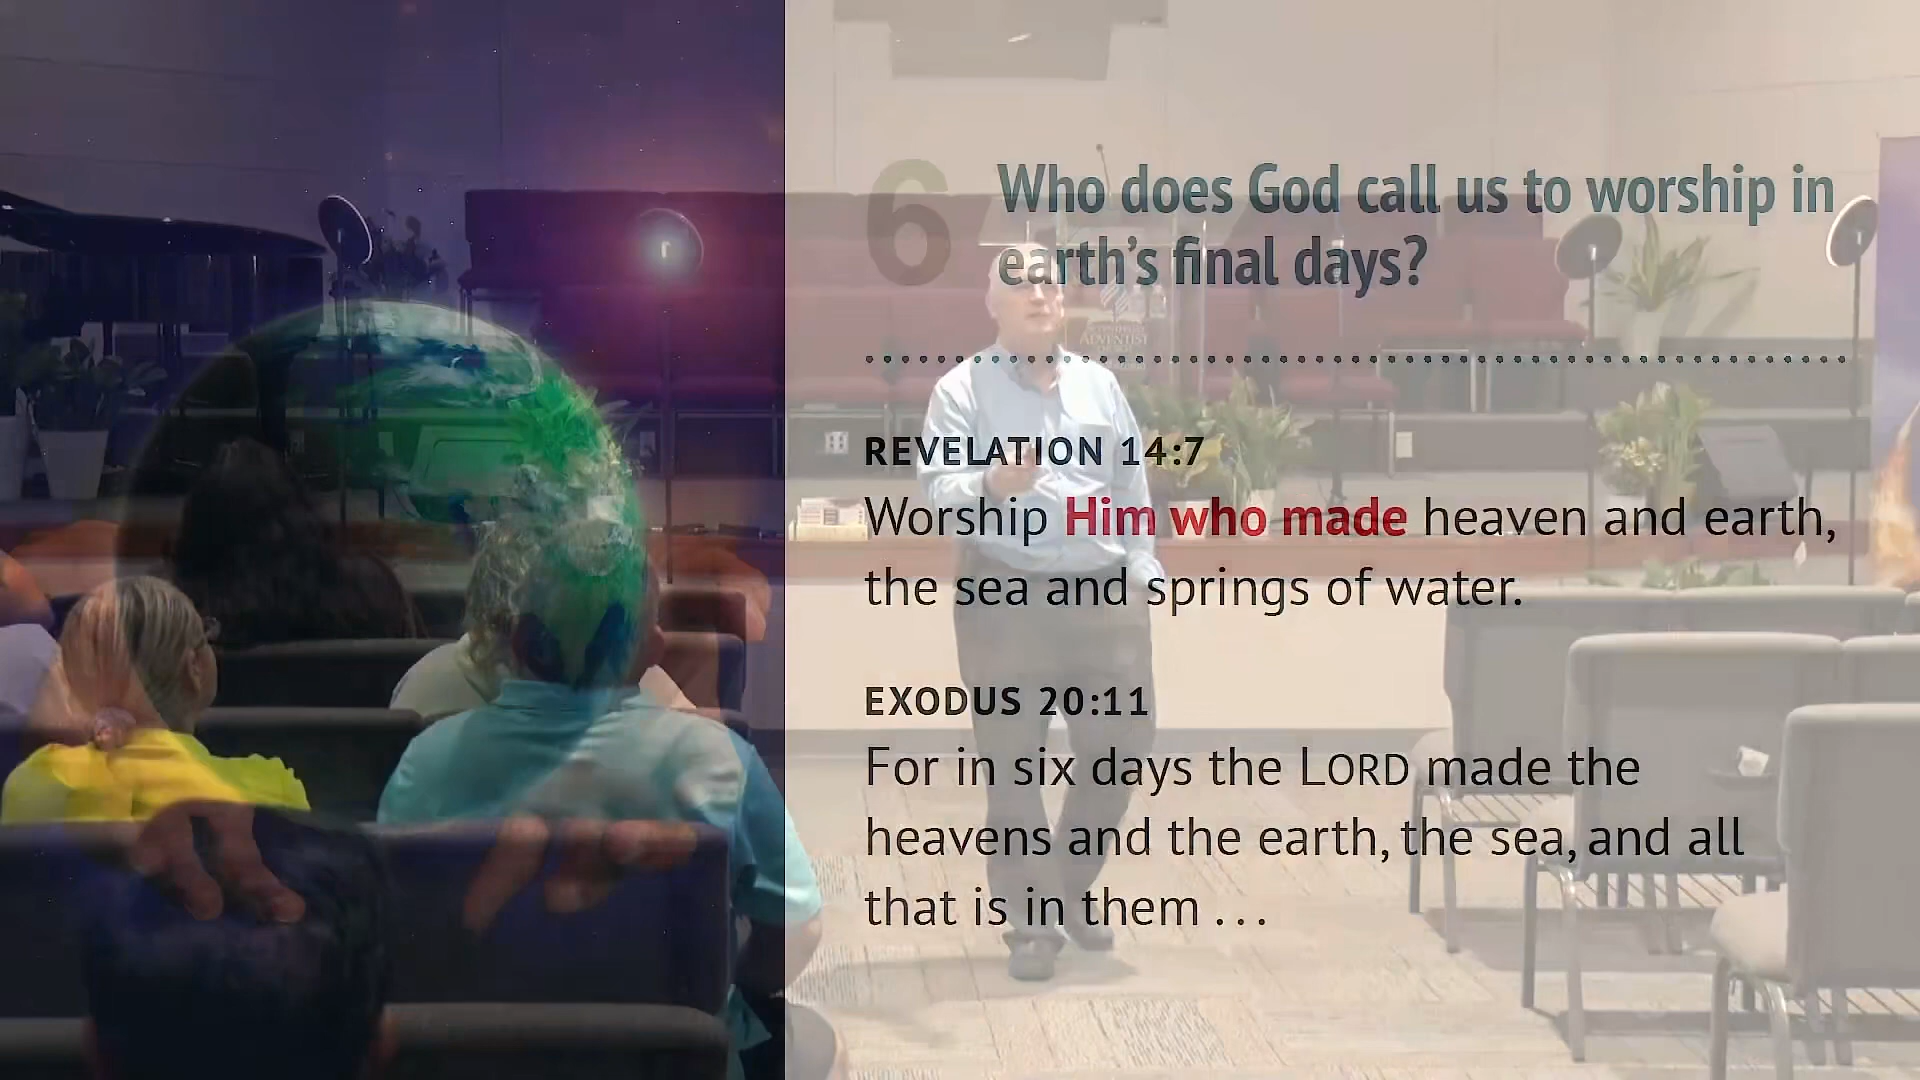 6 Who does God call us to worship in
earth's final days?
REVELATION 14:7
Worship Him who made heaven and earth,
the sea and springs of water.
EXODUS 20:11
For in six days the LORD made the
heavens and the earth, the sea, and all
that is in them . . .
ADVENTIST